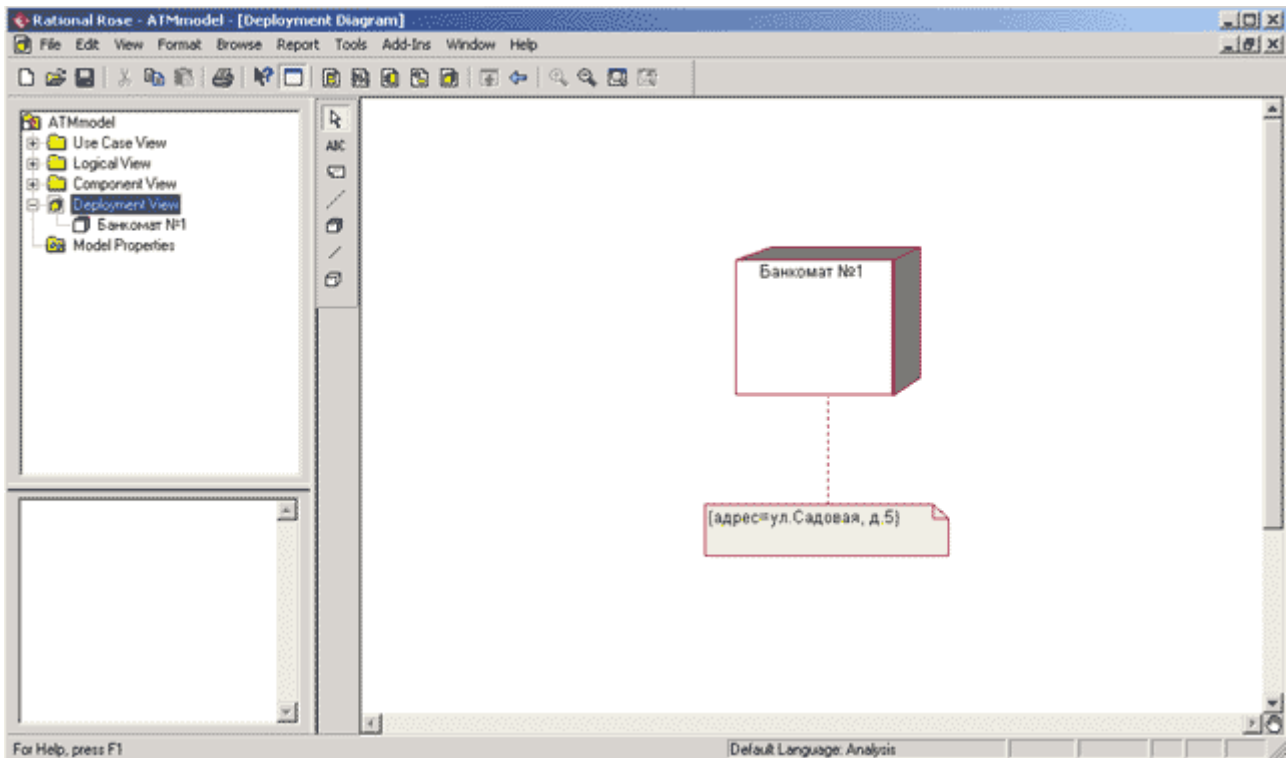 Rational Rose - ATMmodel - [Deployment Diagram]
File Edit View Format Browse Report Tools Add-Ins Window Help
ATMmodel
Use Case View
Logical View
Component View
Deployment View
Банкомат №1
Model Properties
ABC
Банкомат №1
{адрес=ул.Садовая, д.5}
For Help, press F1
Default Language: Analysis